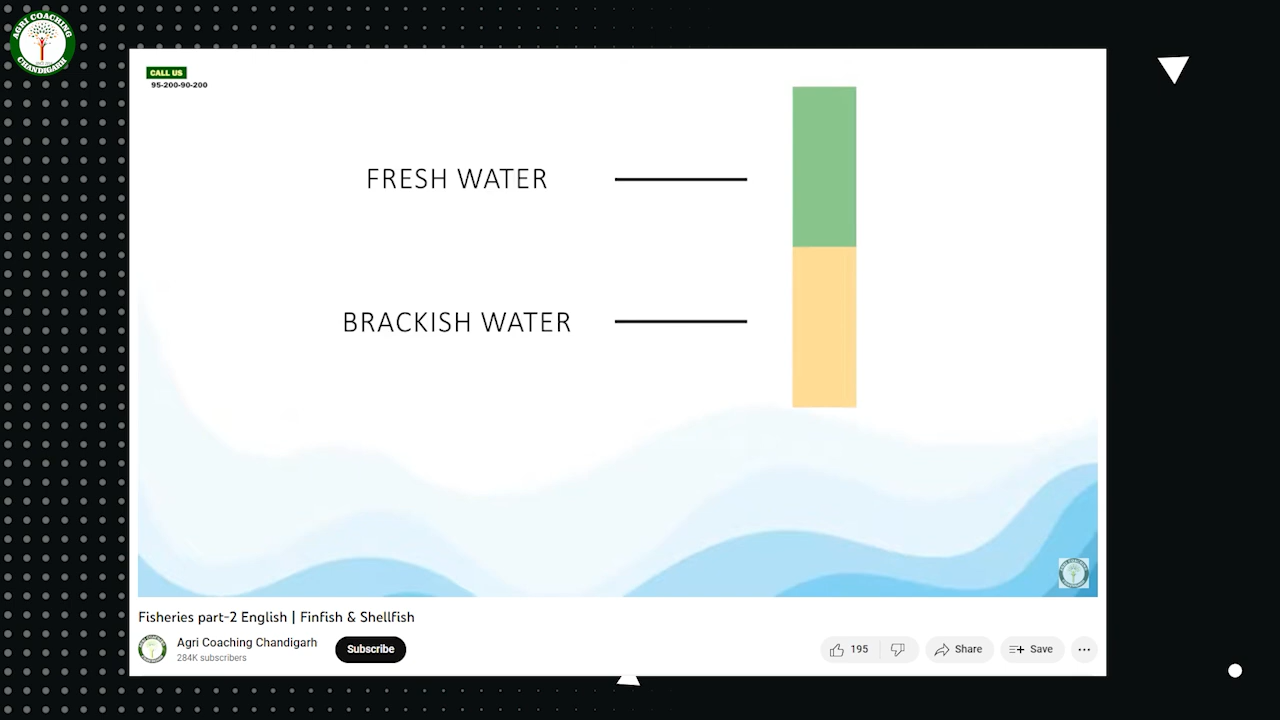 AGRI COACHING
CHANDIGARH
CALL US
95-200-90-200
FRESH WATER
BRACKISH WATER
Fisheries part-2 English | Finfish & Shellfish
Agri Coaching Chandigarh
284K subscribers
Subscribe
195
Share
Save